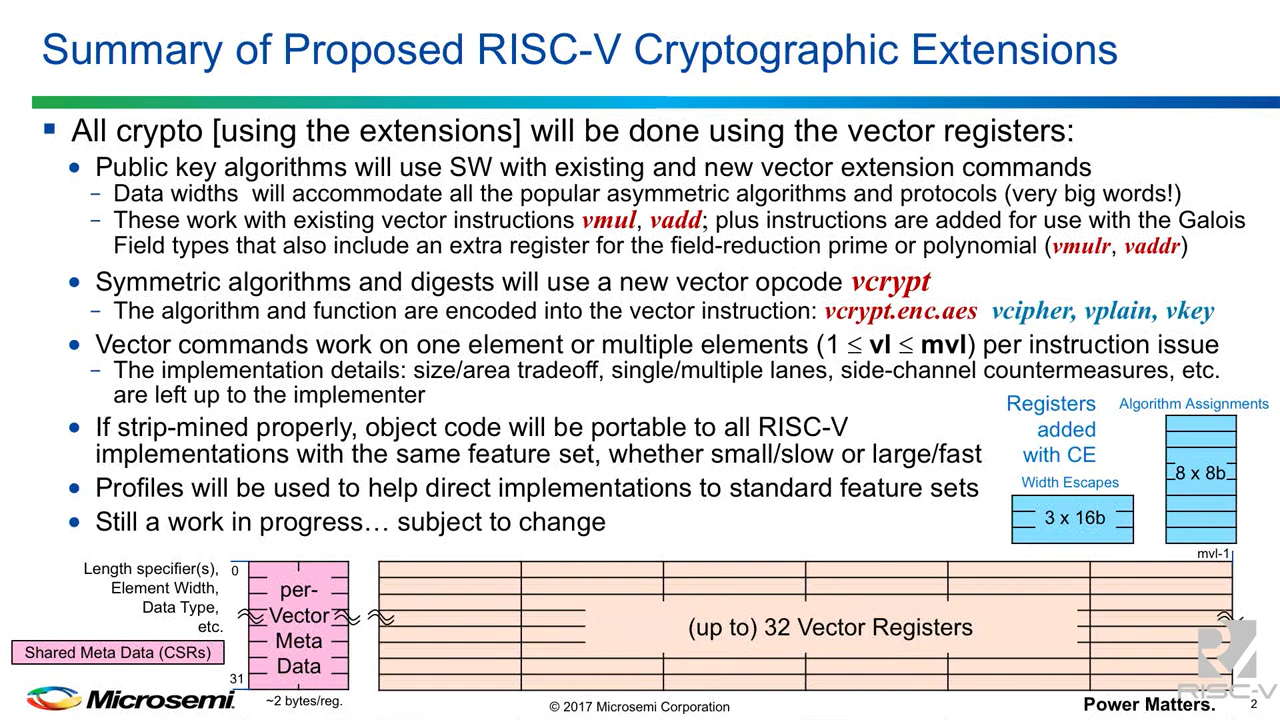 Summary of Proposed RISC-V Cryptographic Extensions
All crypto [using the extensions] will be done using the vector registers:
Public key algorithms will use SW with existing and new vector extension commands
– Data widths will accommodate all the popular asymmetric algorithms and protocols (very big words!)
– These work with existing vector instructions vmul, vadd; plus instructions are added for use with the Galois
Field types that also include an extra register for the field-reduction prime or polynomial (vmulr, vaddr)
Symmetric algorithms and digests will use a new vector opcode vcrypt
– The algorithm and function are encoded into the vector instruction: vcrypt.enc.aes vcipher, vplain, vkey
Vector commands work on one element or multiple elements (1 ≤ vl ≤ mvl) per instruction issue
– The implementation details: size/area tradeoff, single/multiple lanes, side-channel countermeasures, etc.
are left up to the implementer
If strip-mined properly, object code will be portable to all RISC-V
implementations with the same feature set, whether small/slow or large/fast
Profiles will be used to help direct implementations to standard feature sets
Still a work in progress… subject to change
Registers
added
with CE
Algorithm Assignments
8 x 8b
Width Escapes
3 x 16b
mvl-1
Length specifier(s),
Element Width,
Data Type,
etc.
Shared Meta Data (CSRs)
0
31
per-
Vector
Meta
Data
~2 bytes/reg.
(up to) 32 Vector Registers
Microsemi.
© 2017 Microsemi Corporation
Power Matters.
2
RISC-V